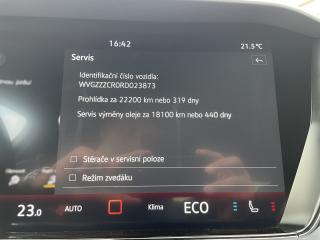 16:42
21.5°C
Servis
Identifikační číslo vozidla:
WVGZZZCR0RD023873
Prohlídka za 22200 km nebo 319 dny
Servis výměny oleje za 18100 km nebo 440 dny
Stěrače v servisní poloze
Režim zvedáku
23.0
AUTO
Klima
ECO